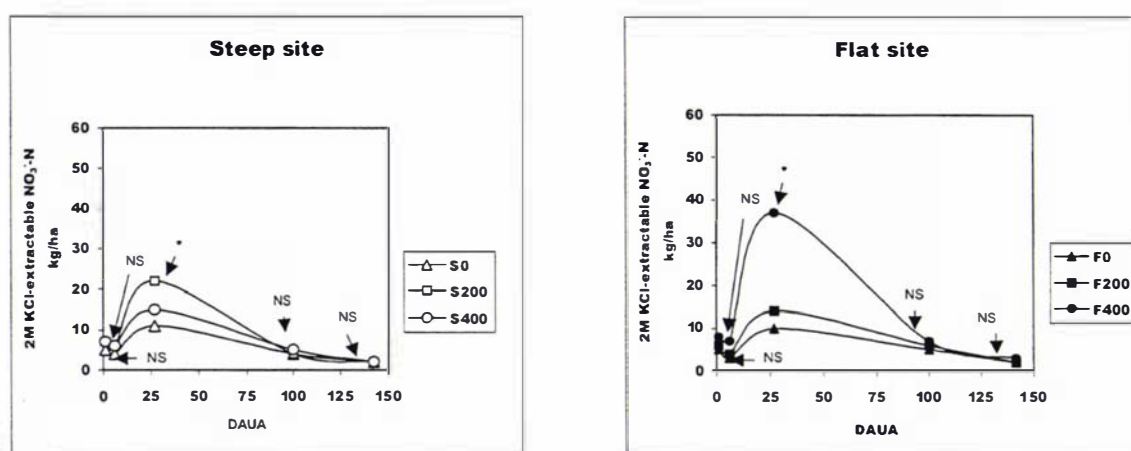 Steep site
2M KCl-extractable NO3--N
kg/ha
60
50
40
30
20
10
0
NS
*
NS
NS
NS
0 25 50 75 100 125 150
DAUA
S0
S200
S400
Flat site
2M KCl-extractable NO3--N
kg/ha
60
50
40
30
20
10
0
NS
*
NS
NS
NS
0 25 50 75 100 125 150
DAUA
F0
F200
F400